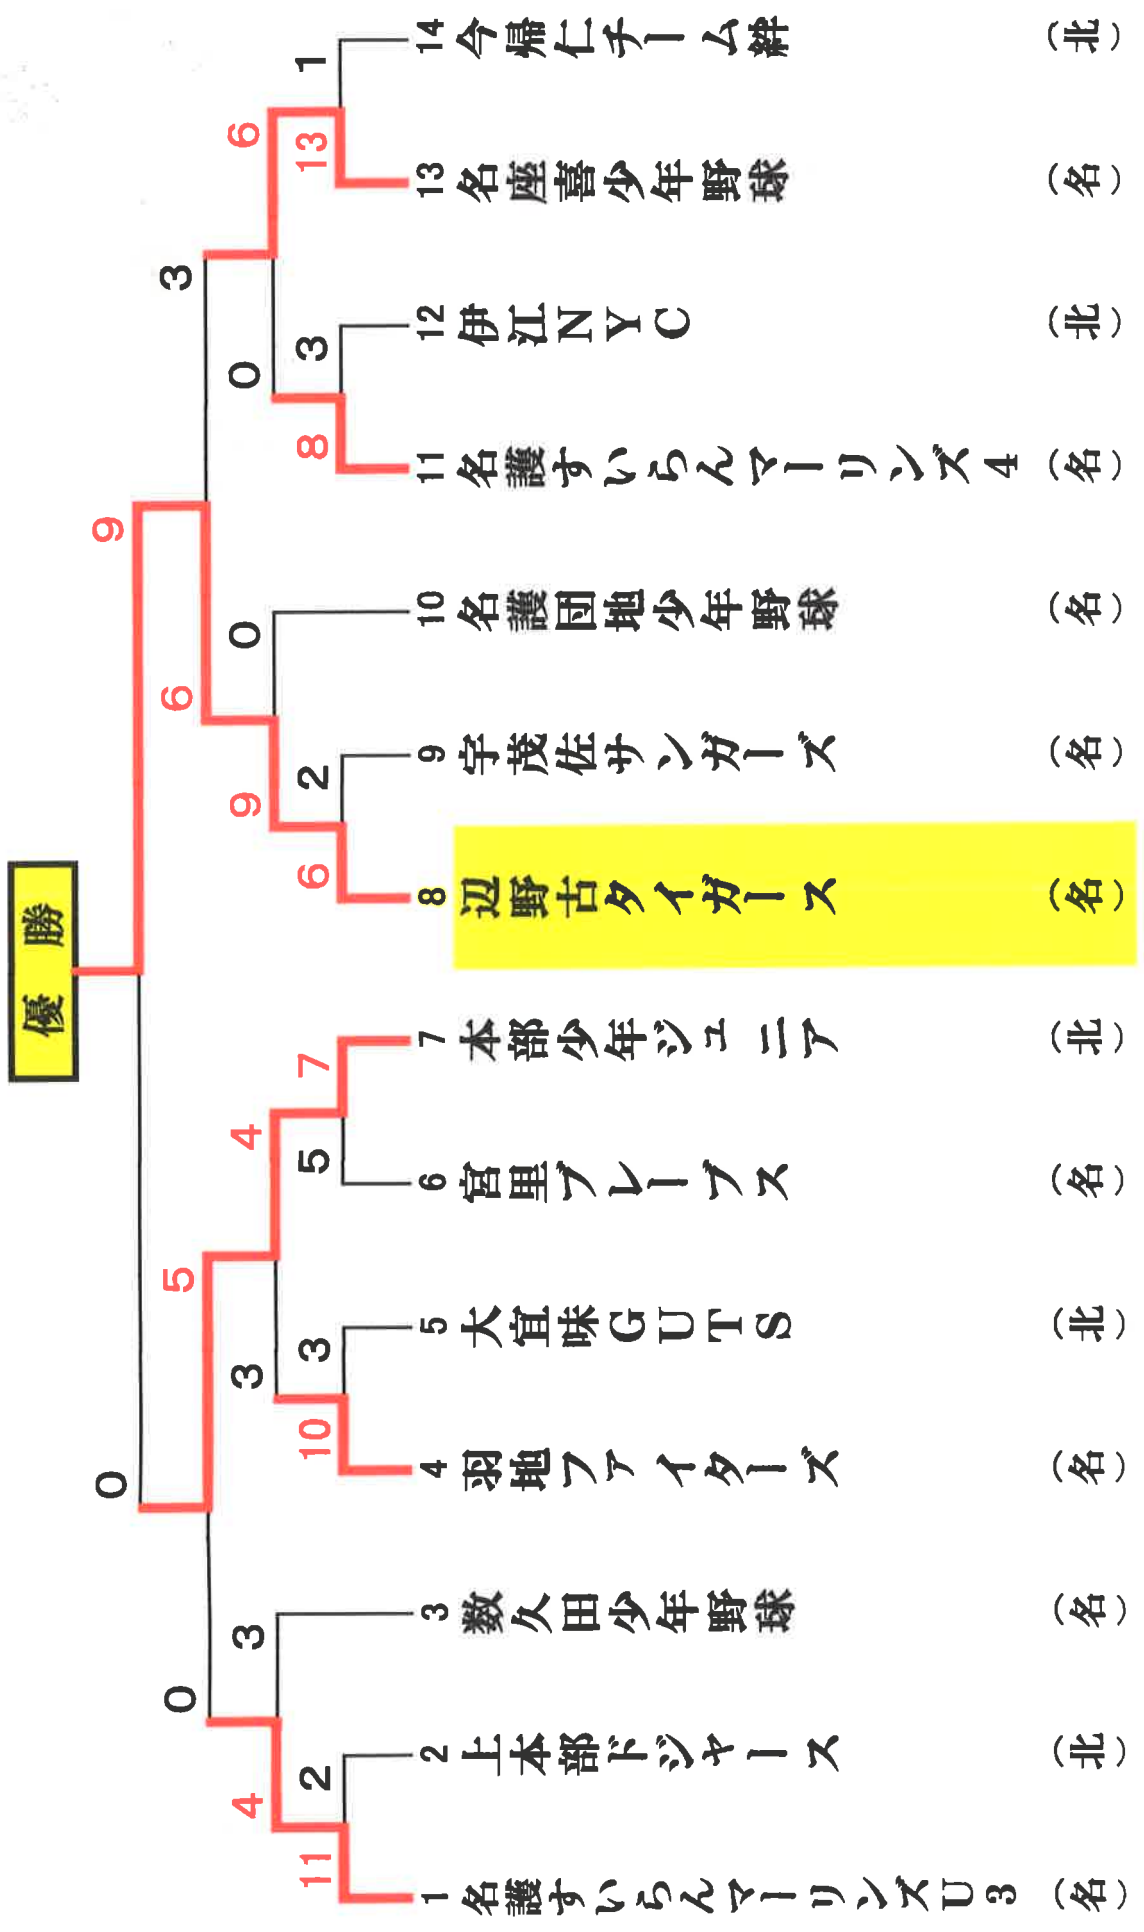 優勝
9
0
3
6
5
0
6
0
0
9
4
3
3
4
1
13
3
8
2
6
7
5
3
10
2
11
14 今帰仁チーム絆 (北)
13 名座喜少年野球 (名)
12 伊江NYC (北)
11 名護すいらんマーリンズ4 (名)
10 名護団地少年野球 (名)
9 宇茂佐サンガーズ (名)
8 辺野古タイガース (名)
7 本部少年ジュニア (北)
6 宮里ブレーブス (名)
5 大宜味GUTS (北)
4 羽地ファイターズ (名)
3 数久田少年野球 (名)
2 上本部ドジャース (北)
1 名護すいらんマーリンズU3 (名)